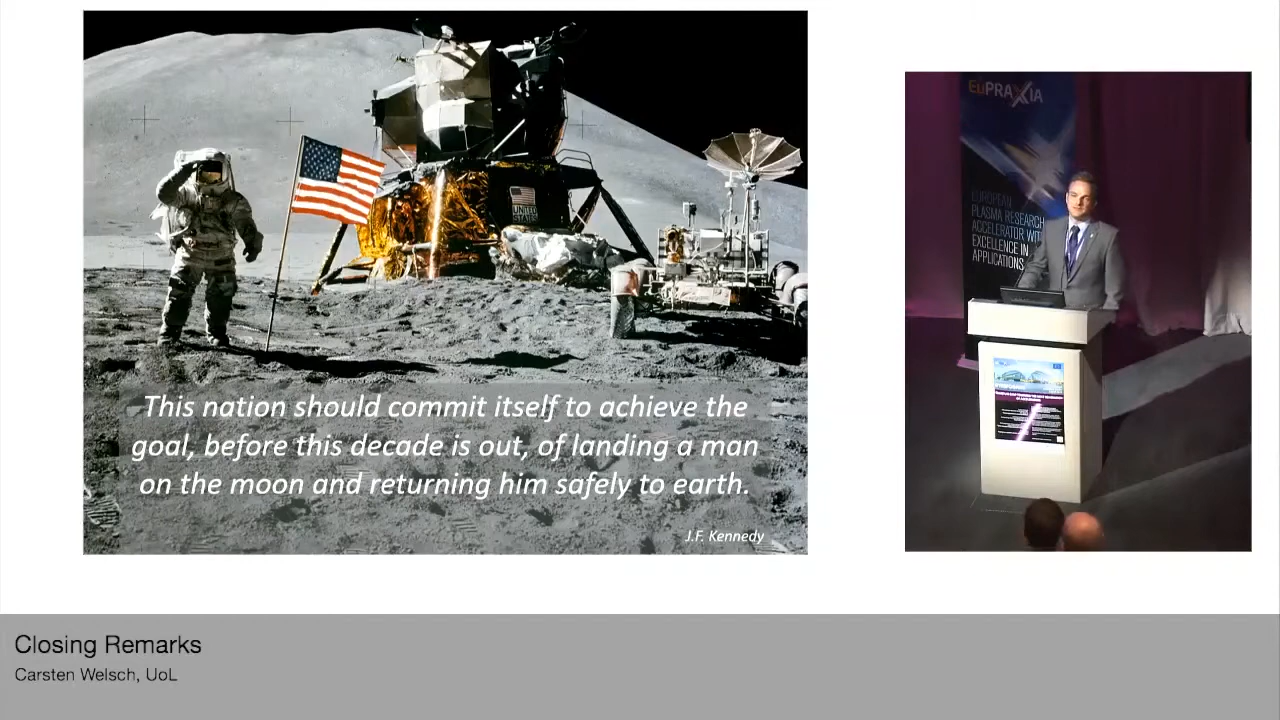 This nation should commit itself to achieve the
goal, before this decade is out, of landing a man
on the moon and returning him safely to earth.
J.F. Kennedy
UNITED
STATES
EuPRAXIA
EUROPEAN
PLASMA RESEARCH
ACCELERATOR WITH
EXCELLENCE IN
APPLICATIONS
Closing Remarks
Carsten Welsch, UoL